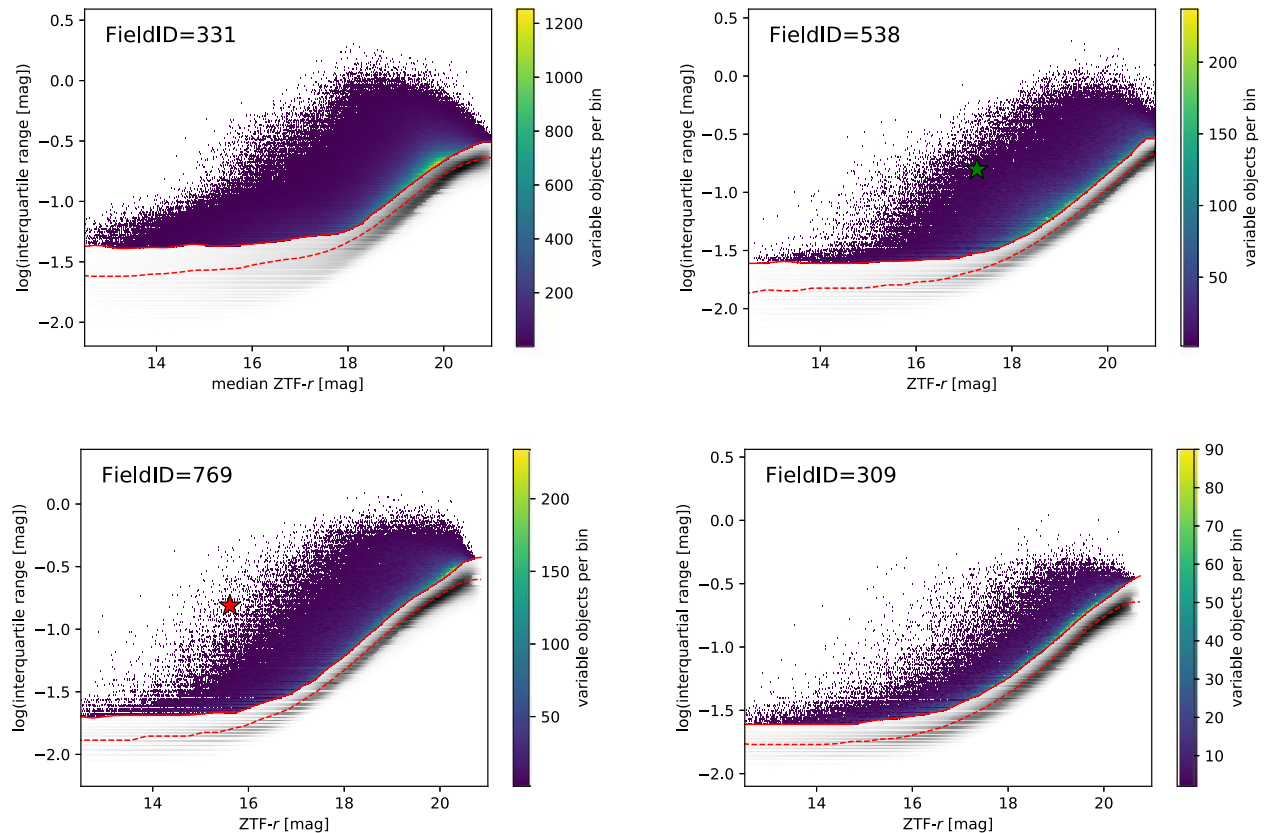 FieldID=331
0.5
0.0
−0.5
−1.0
−1.5
−2.0
log(interquartile range [mag])
14 16 18 20
median ZTF-r [mag]
1200
1000
800
600
400
200
variable objects per bin
FieldID=538
0.5
0.0
−0.5
−1.0
−1.5
−2.0
log(interquartile range [mag])
14 16 18 20
ZTF-r [mag]
200
150
100
50
variable objects per bin
FieldID=769
0.0
−0.5
−1.0
−1.5
−2.0
log(interquartile range [mag])
14 16 18 20
ZTF-r [mag]
200
150
100
50
variable objects per bin
FieldID=309
0.5
0.0
−0.5
−1.0
−1.5
−2.0
log(interquartial range [mag])
14 16 18 20
ZTF-r [mag]
90
80
70
60
50
40
30
20
10
variable objects per bin